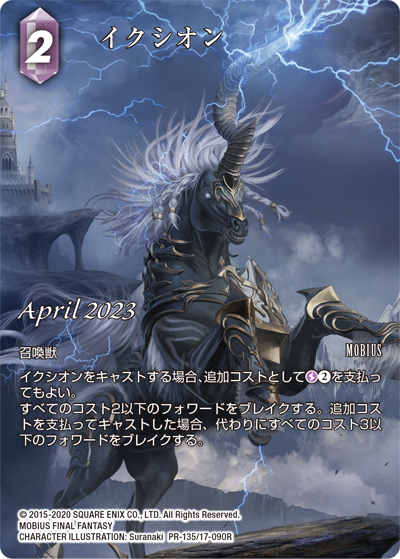 2
イクシオン
April 2023
召喚獣
MOBIUS
イクシオンをキャストする場合、追加コストとして2を支払っ
てもよい。
すべてのコスト2以下のフォワードをブレイクする。追加コス
トを支払ってキャストした場合、代わりにすべてのコスト3以
下のフォワードをブレイクする。
© 2015-2020 SQUARE ENIX CO., LTD. All Rights Reserved.
MOBIUS FINAL FANTASY
CHARACTER ILLUSTRATION: Suranaki PR-135/17-090R